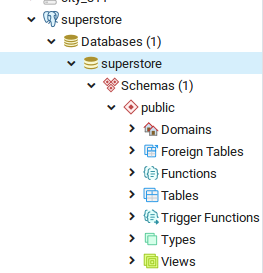 superstore
Databases (1)
superstore
Schemas (1)
public
Domains
Foreign Tables
Functions
Tables
Trigger Functions
Types
Views